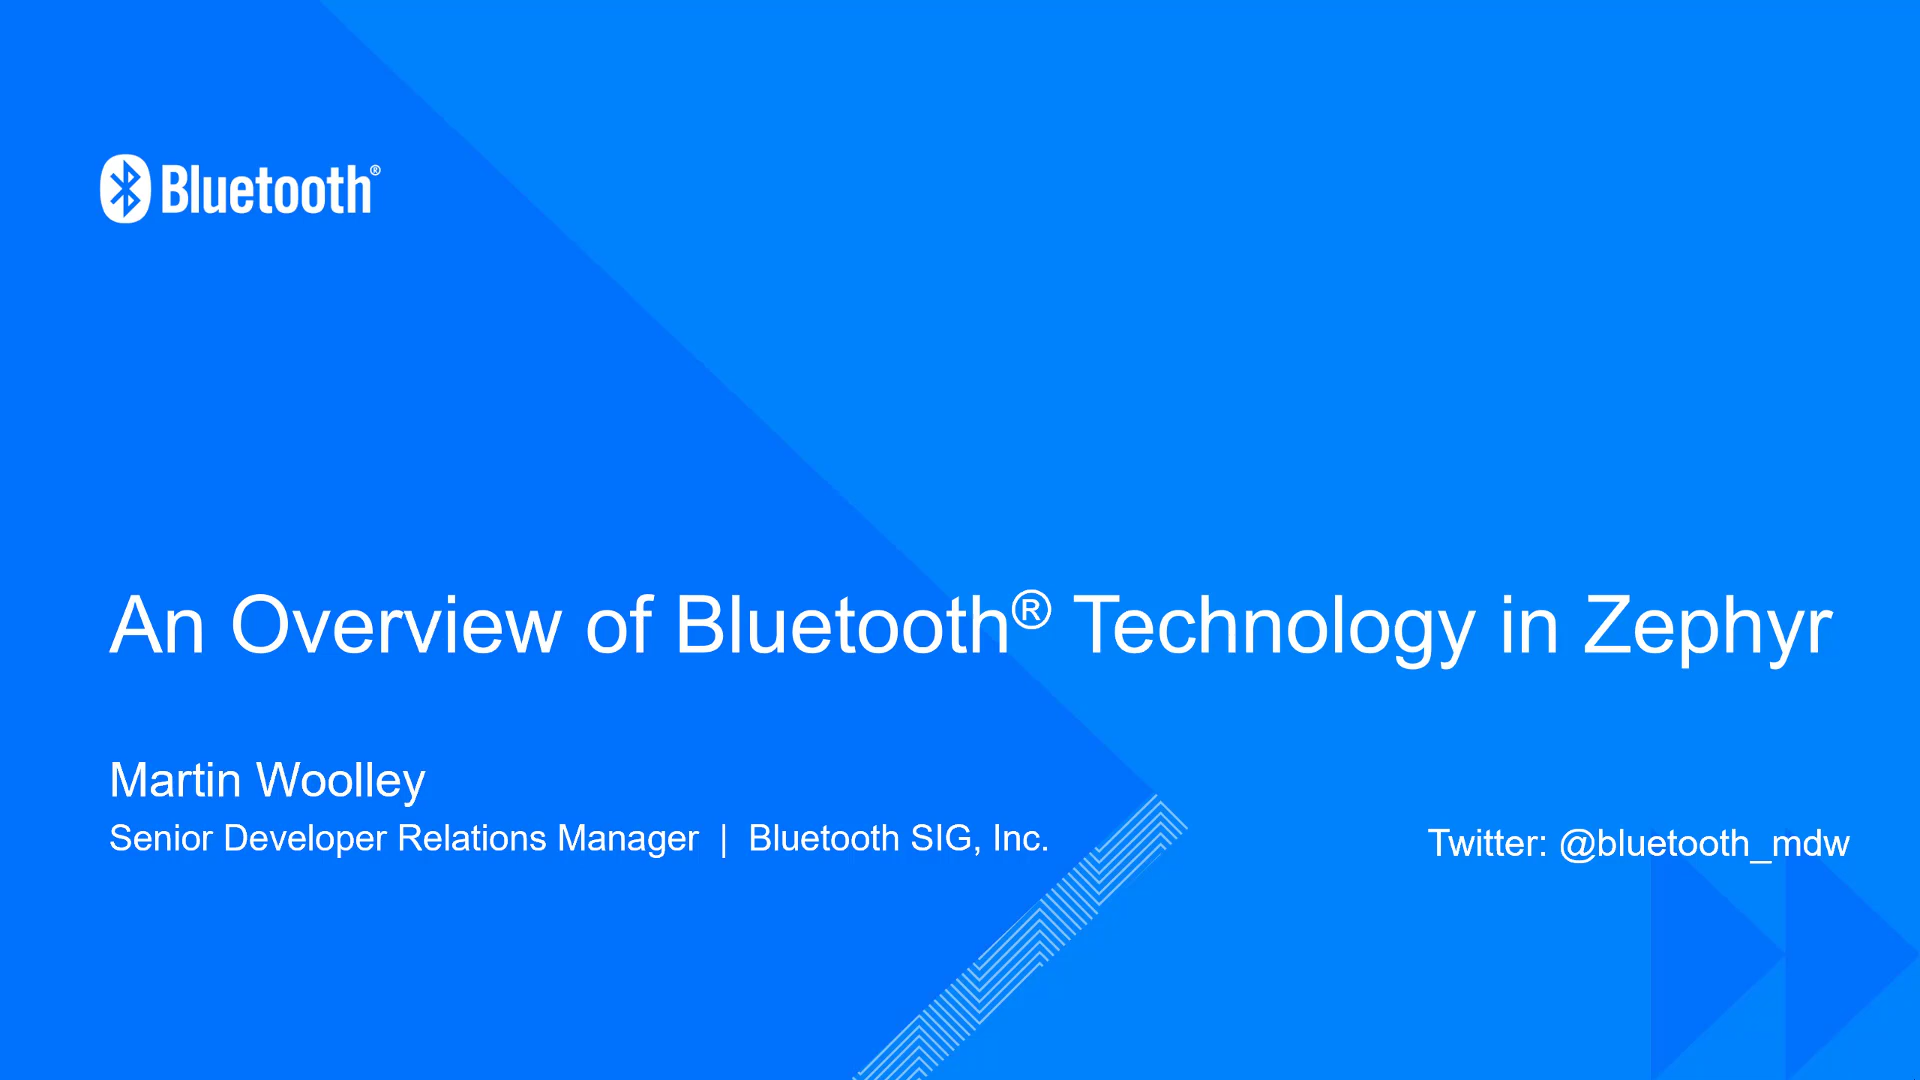 Bluetooth®
An Overview of Bluetooth® Technology in Zephyr
Martin Woolley
Senior Developer Relations Manager | Bluetooth SIG, Inc.
Twitter: @bluetooth_mdw